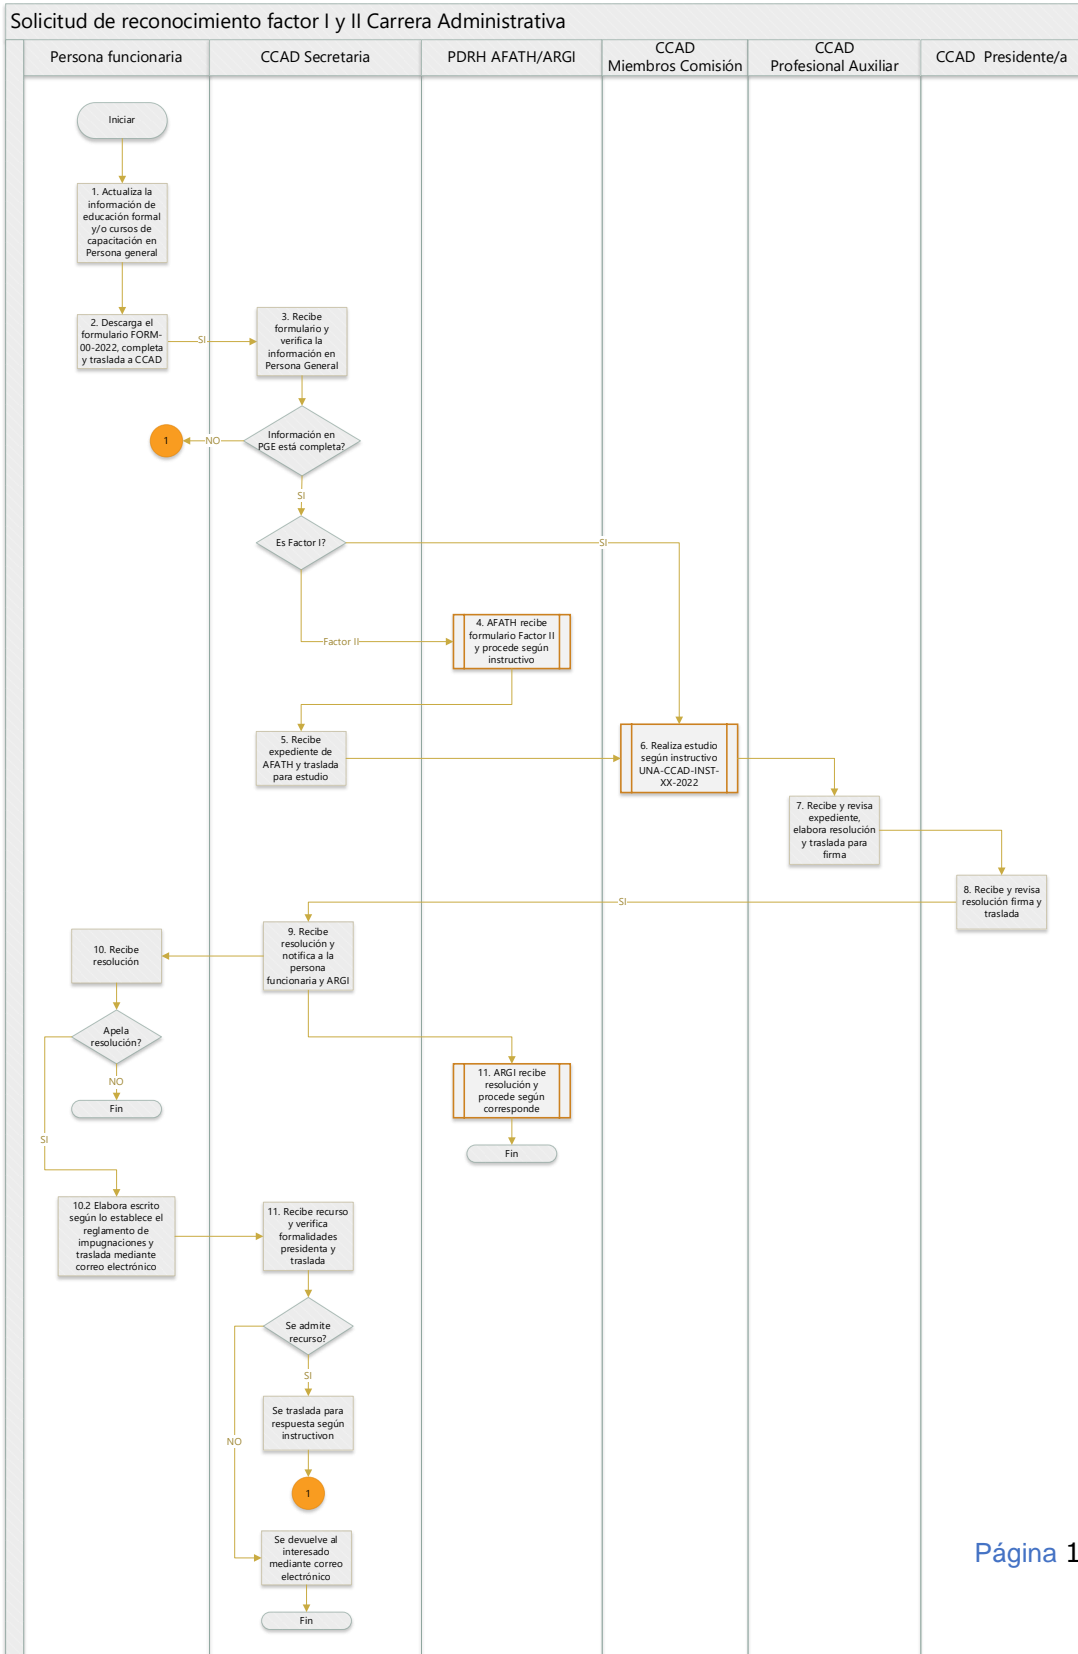 Solicitud de reconocimiento factor I y II Carrera Administrativa
Persona funcionaria
CCAD Secretaria
PDRH AFATH/ARGI
CCAD
Miembros Comisión
CCAD
Profesional Auxiliar
CCAD Presidente/a
Iniciar
1. Actualiza la
información de
educación formal
y/o cursos de
capacitación en
Persona general
2. Descarga el
formulario FORM-
00-2022, completa
y traslada a CCAD
SI
3. Recibe
formulario y
verifica la
información en
Persona General
Información en
PGE está completa?
NO
1
SI
Es Factor I?
SI
Factor II
4. AFATH recibe
formulario Factor II
y procede según
instructivo
5. Recibe
expediente de
AFATH y traslada
para estudio
6. Realiza estudio
según instructivo
UNA-CCAD-INST-
XX-2022
7. Recibe y revisa
expediente,
elabora resolución
y traslada para
firma
8. Recibe y revisa
resolución firma y
traslada
SI
9. Recibe
resolución y
notifica a la
persona
funcionaria y ARGI
10. Recibe
resolución
Apela
resolución?
NO
Fin
SI
11. ARGI recibe
resolución y
procede según
corresponde
Fin
10.2 Elabora escrito
según lo establece el
reglamento de
impugnaciones y
traslada mediante
correo electrónico
11. Recibe recurso
y verifica
formalidades
presidenta y
traslada
Se admite
recurso?
SI
NO
Se traslada para
respuesta según
instructivon
1
Se devuelve al
interesado
mediante correo
electrónico
Fin
Página 1